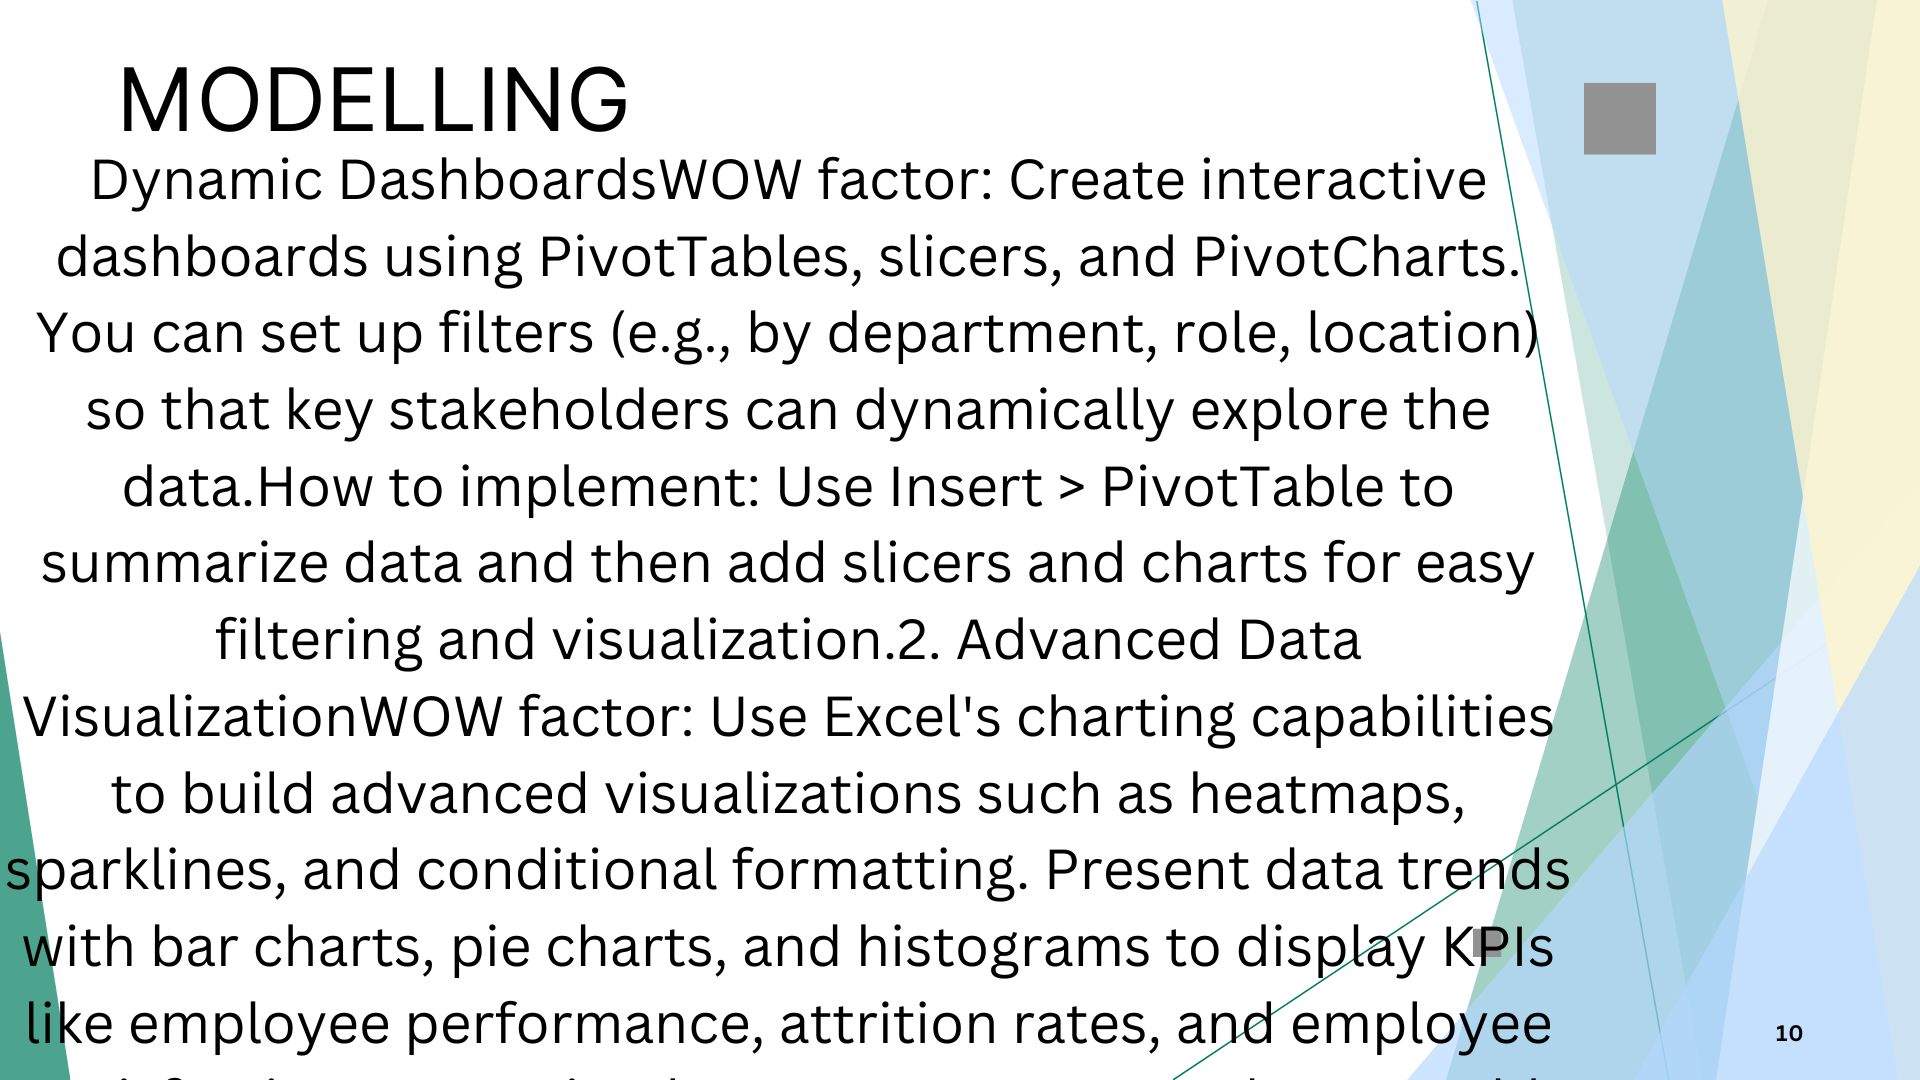 MODELLING
Dynamic DashboardsWOW factor: Create interactive
dashboards using PivotTables, slicers, and PivotCharts.
You can set up filters (e.g., by department, role, location)
so that key stakeholders can dynamically explore the
data.How to implement: Use Insert > PivotTable to
summarize data and then add slicers and charts for easy
filtering and visualization.2. Advanced Data
VisualizationWOW factor: Use Excel's charting capabilities
to build advanced visualizations such as heatmaps,
sparklines, and conditional formatting. Present data trends
with bar charts, pie charts, and histograms to display KPIs
like employee performance, attrition rates, and employee
10